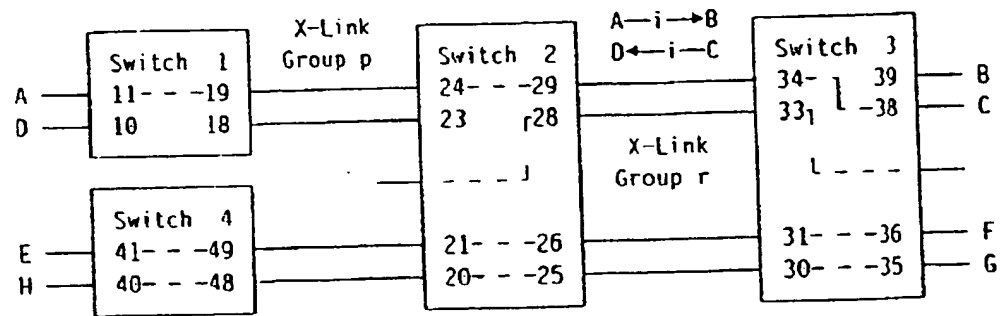 X-Link
Group p
A—i→B
D←i—C
Switch 1
Switch 2
Switch 3
A 11- - -19 24- - -29 34- 39 B
D 10 18 23 ┌28 33┐ └ -38 C
- - - ┘
X-Link
Group r
└ - - -
Switch 4
E 41- - -49 21- - -26 31- - -36 F
H 40- - -48 20- - -25 30- - -35 G